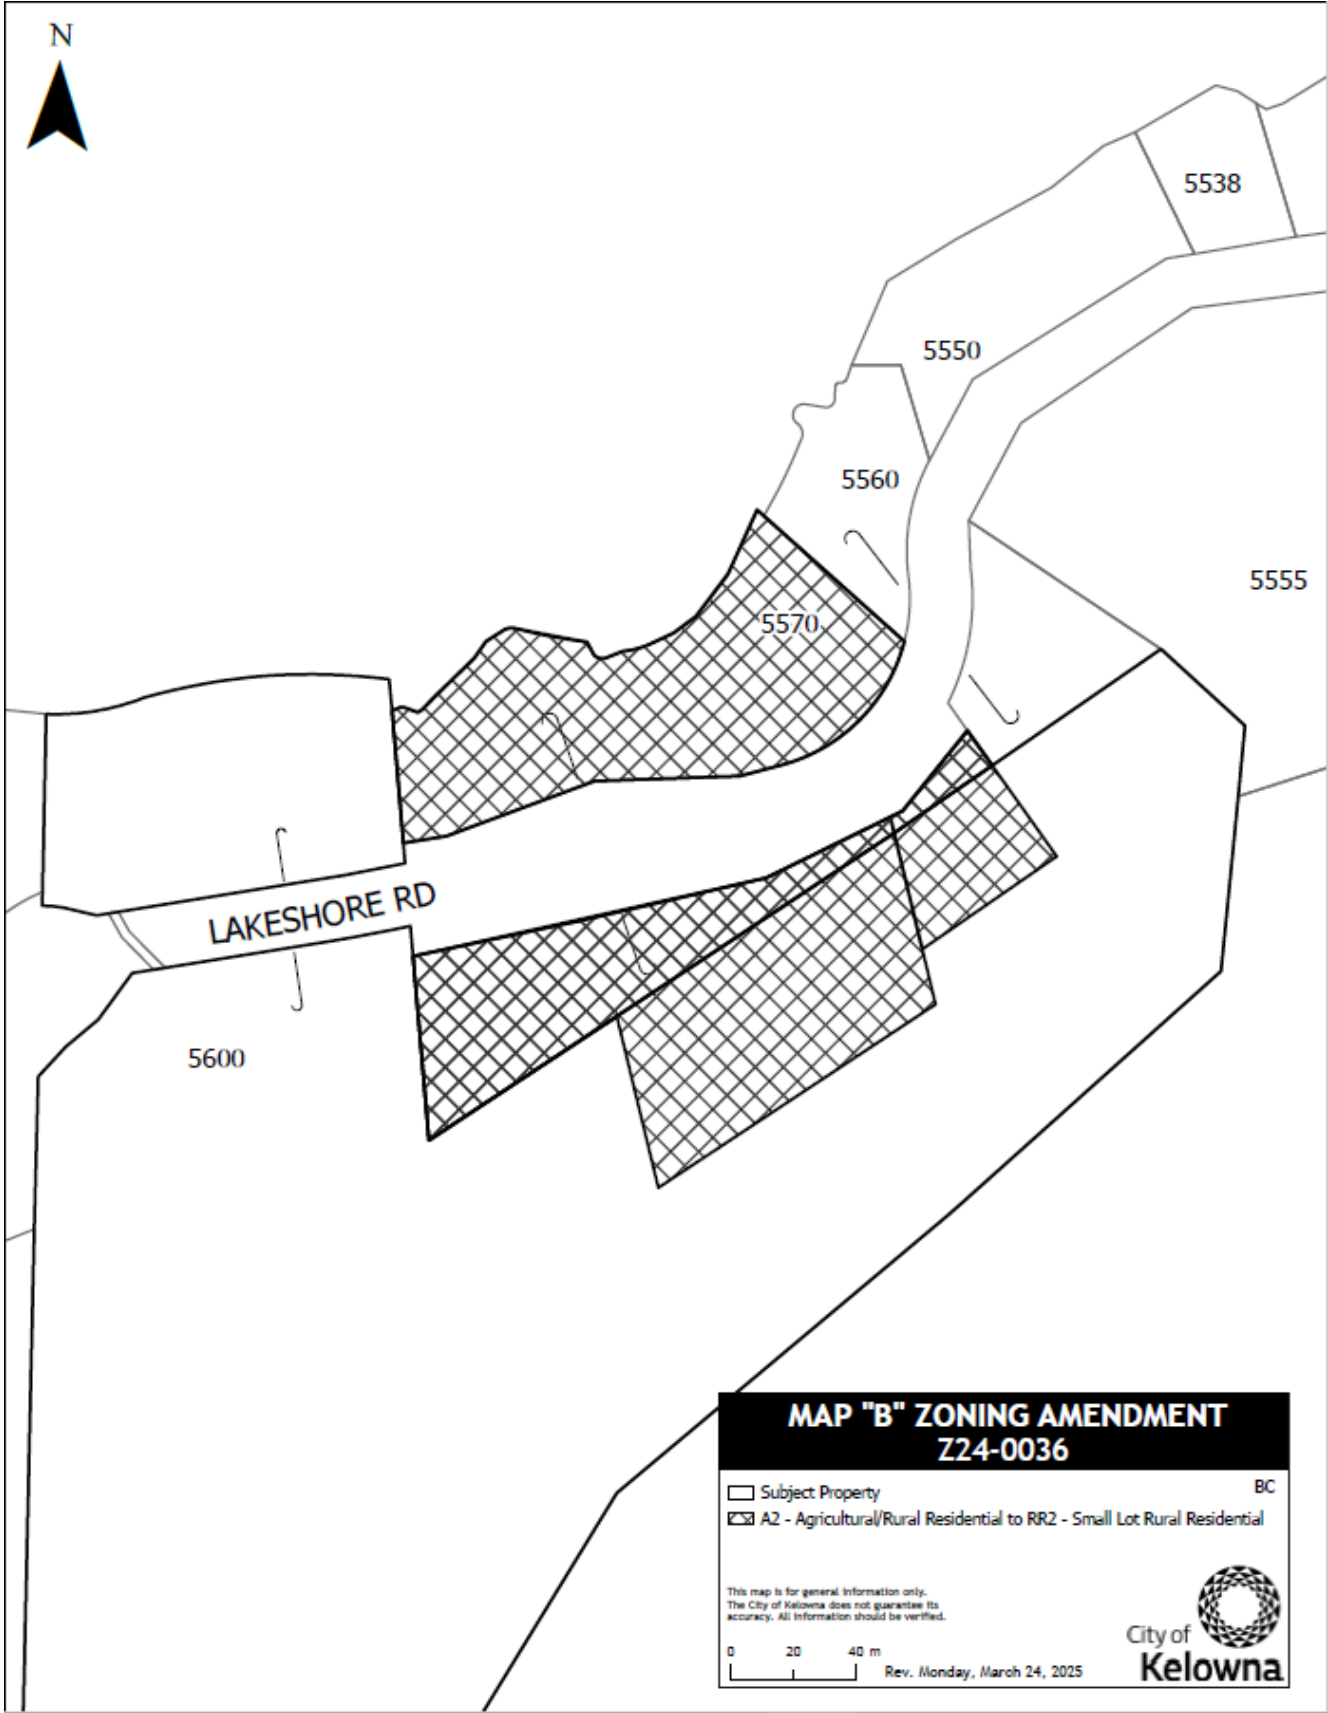 N
5538
5550
5560
5555
5570
LAKESHORE RD
5600
MAP "B" ZONING AMENDMENT
Z24-0036
Subject Property
BC
A2 - Agricultural/Rural Residential to RR2 - Small Lot Rural Residential
This map is for general information only.
The City of Kelowna does not guarantee its
accuracy. All information should be verified.
0 20 40 m
Rev. Monday, March 24, 2025
City of
Kelowna